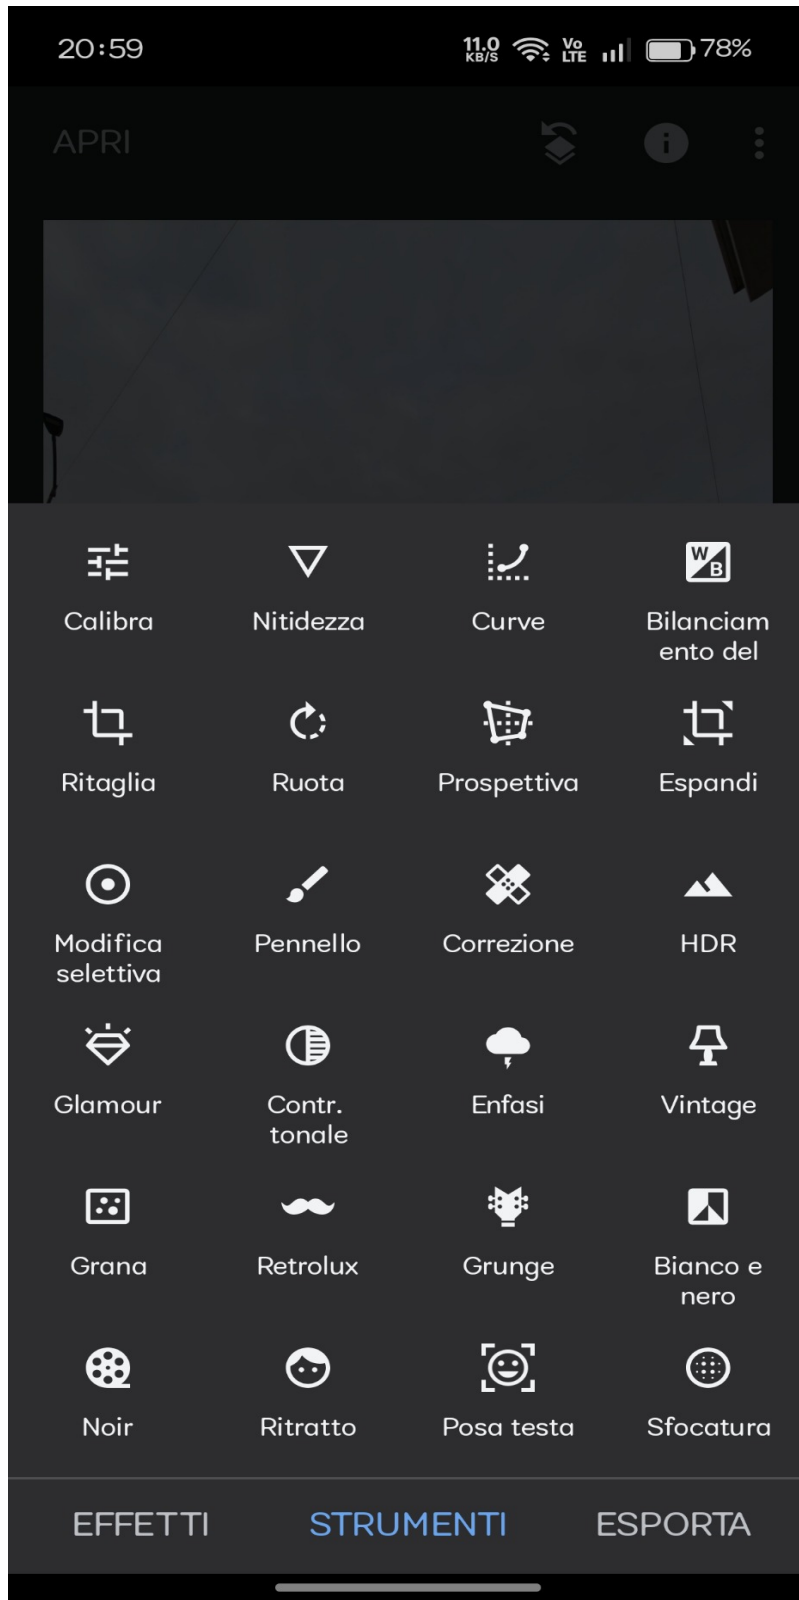 20:59
11.0 KB/S Vo LTE 78%
APRI
Calibra Nitidezza Curve Bilanciam
ento del
Ritaglia Ruota Prospettiva Espandi
Modifica Pennello Correzione HDR
selettiva
Glamour Contr. Enfasi Vintage
tonale
Grana Retrolux Grunge Bianco e
nero
Noir Ritratto Posa testa Sfocatura
EFFETTI STRUMENTI ESPORTA